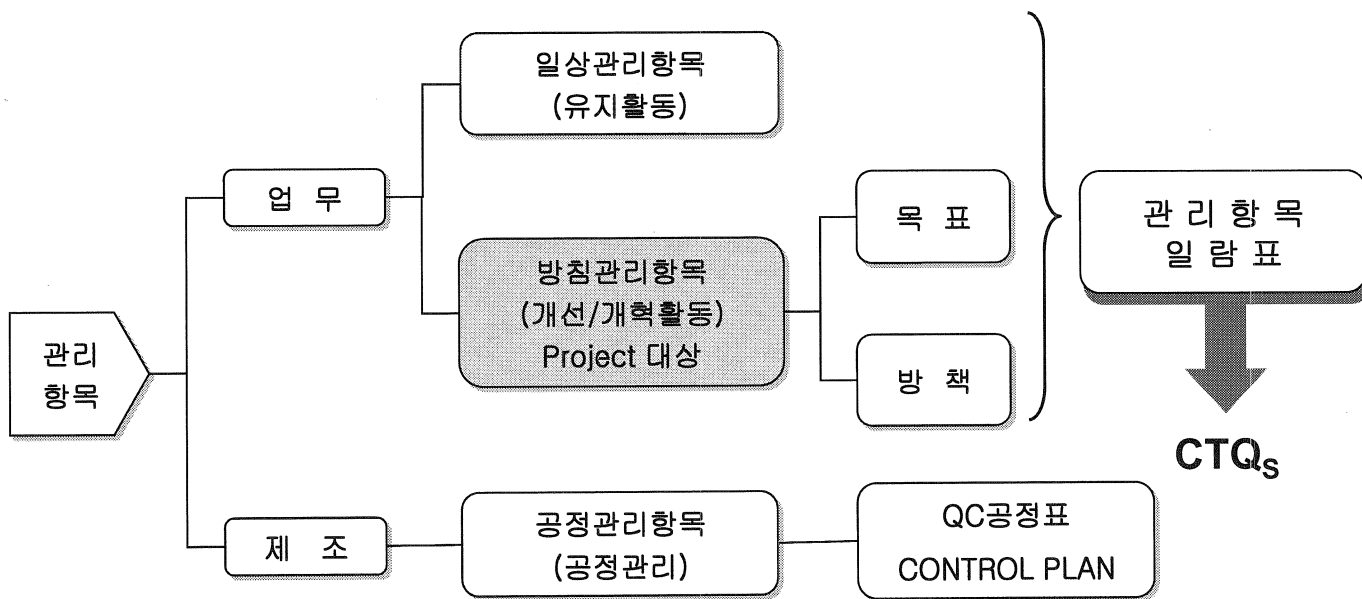 일상관리항목
(유지활동)
업 무
목 표
관 리 항 목
일 람 표
방침관리항목
(개선/개혁활동)
Project 대상
관리
항목
방 책
CTQS
제 조
공정관리항목
(공정관리)
QC공정표
CONTROL PLAN